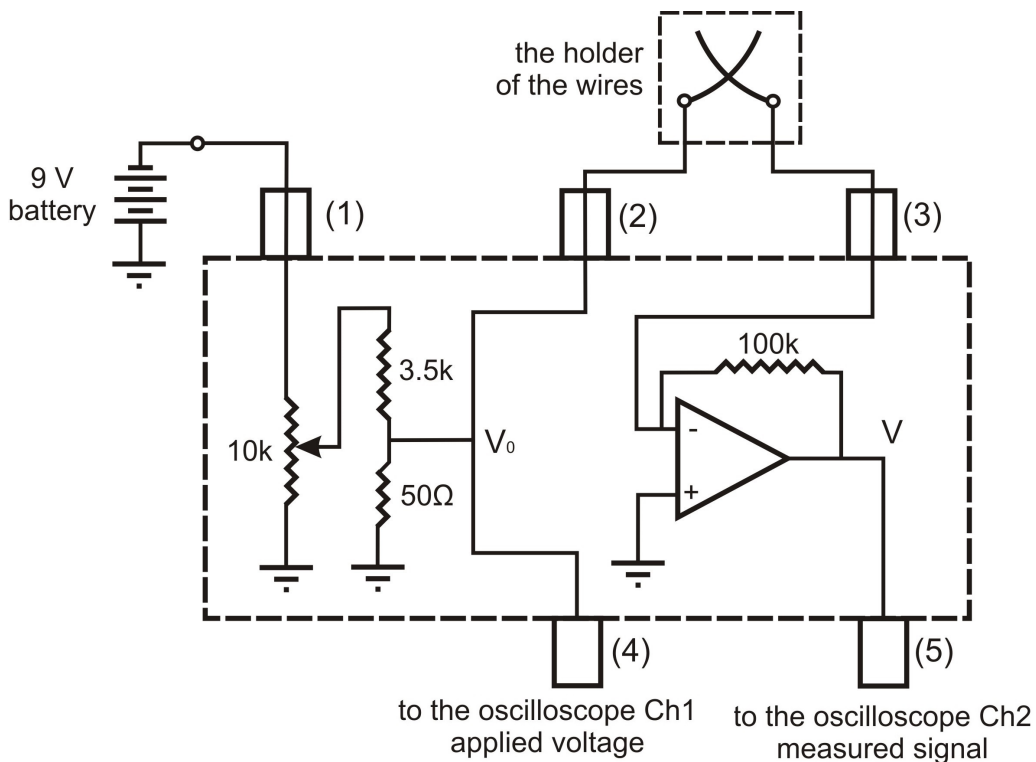 the holder
of the wires
9 V
battery
(1)
(2)
(3)
3.5k
100k
10k
V₀
-
V
50Ω
+
(4)
(5)
to the oscilloscope Ch1
applied voltage
to the oscilloscope Ch2
measured signal